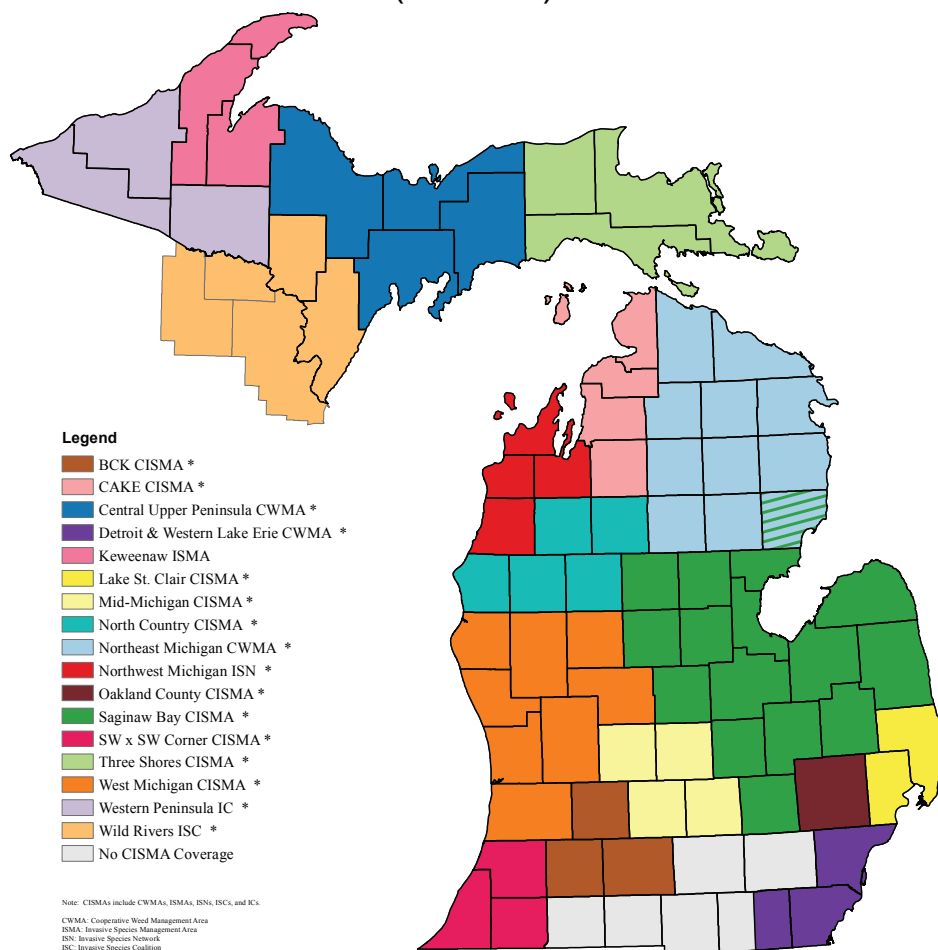 Legend
BCK CISMA *
CAKE CISMA *
Central Upper Peninsula CWMA *
Detroit & Western Lake Erie CWMA *
Keweenaw ISMA
Lake St. Clair CISMA *
Mid-Michigan CISMA *
North Country CISMA *
Northeast Michigan CWMA *
Northwest Michigan ISN *
Oakland County CISMA *
Saginaw Bay CISMA *
SW x SW Corner CISMA *
Three Shores CISMA *
West Michigan CISMA *
Western Peninsula IC *
Wild Rivers ISC *
No CISMA Coverage
Note: CISMAs include CWMAs, ISMAs, ISNs, ISCs, and ICs.
CWMA: Cooperative Weed Management Area
ISMA: Invasive Species Management Area
ISN: Invasive Species Network
ISC: Invasive Species Coalition